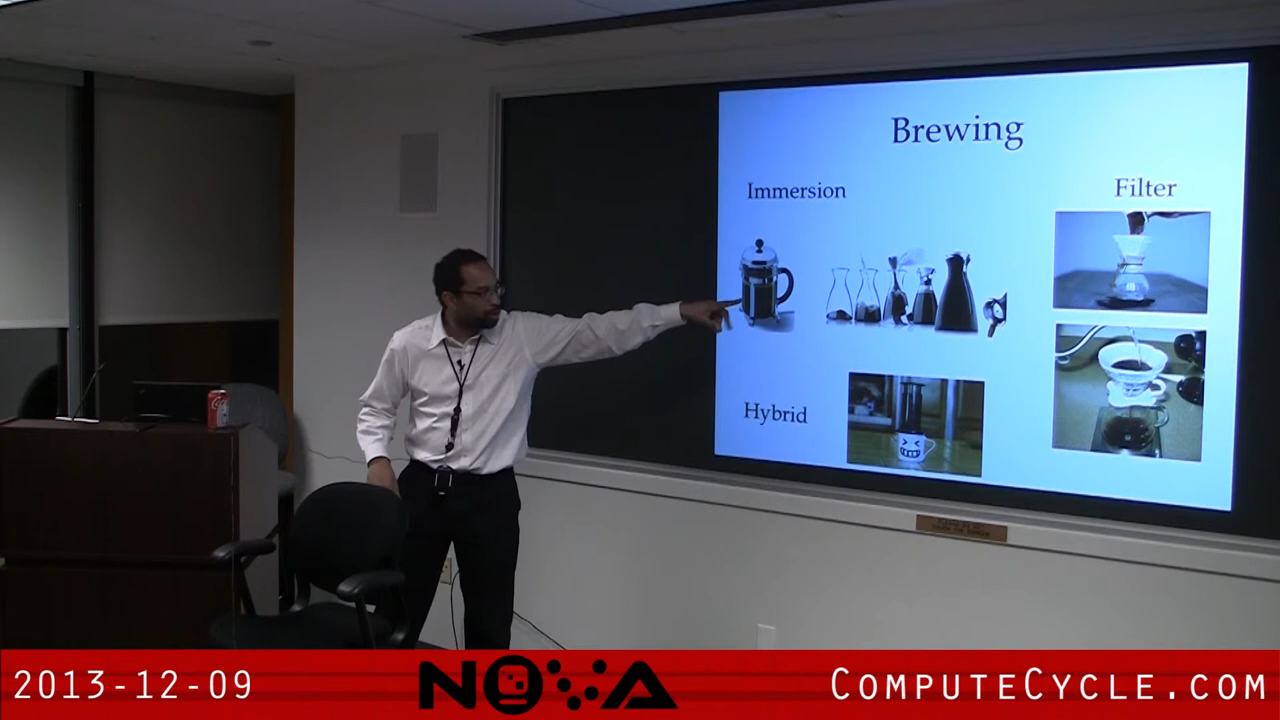 Brewing
Immersion
Filter
Hybrid
2013-12-09
NOVA
COMPUTECYCLE.COM